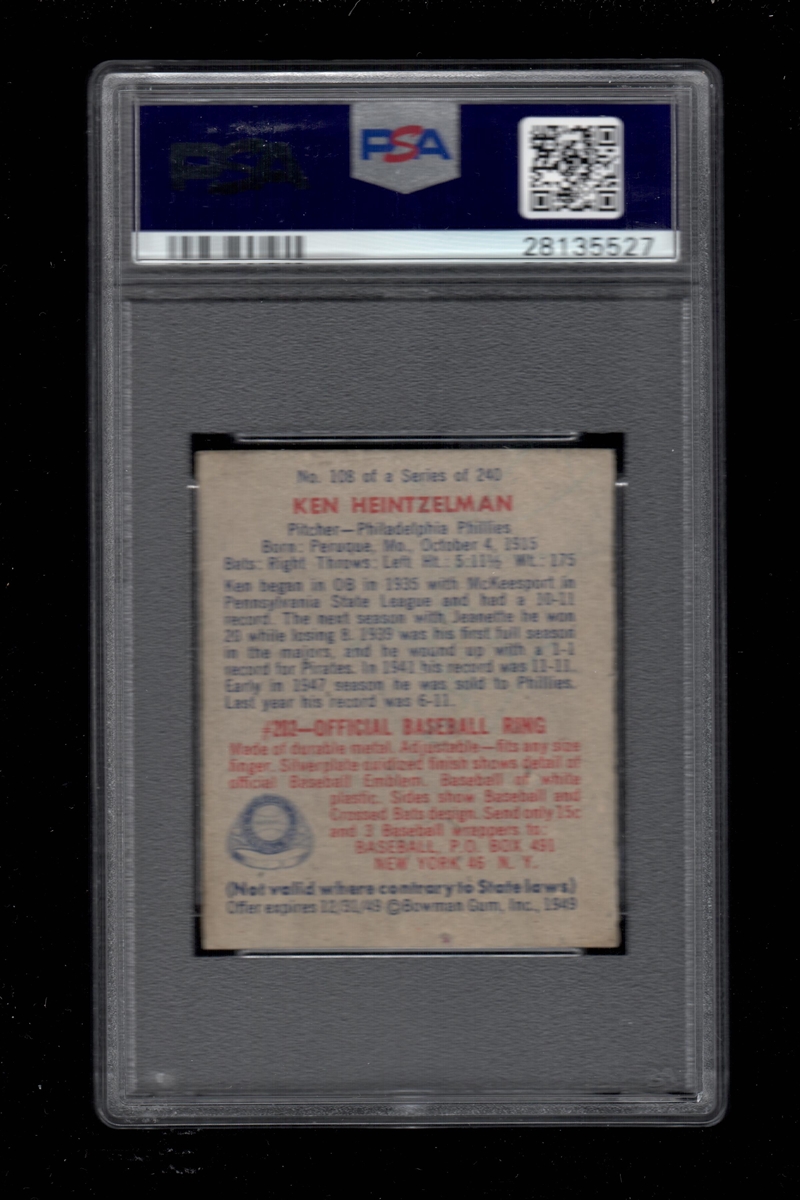 PSA
PSA
28135527
No. 108 of a Series of 240
KEN HEINTZELMAN
Pitcher—Philadelphia Phillies
Born: Peruque, Mo., October 4, 1915
Bats: Right Throws: Left Ht.: 5:11½ Wt.: 175
Ken began in OB in 1935 with McKeesport in
Pennsylvania State League and had a 10-11
record. The next season with Jeanette he won
20 while losing 8. 1939 was his first full season
in the majors, and he wound up with a 1-1
record for Pirates. In 1941 his record was 11-11.
Early in 1947 season he was sold to Phillies.
Last year his record was 6-11.
#202—OFFICIAL BASEBALL RING
Made of durable metal. Adjustable—fits any size
finger. Silverplate oxidized finish shows detail of
official Baseball Emblem. Baseball of white
plastic. Sides show Baseball and
Crossed Bats design. Send only 15c
and 3 Baseball wrappers to:
BASEBALL, P.O. BOX 491
NEW YORK 46 N. Y.
(Not valid where contrary to State laws)
Offer expires 12/31/49 ©Bowman Gum, Inc., 1949